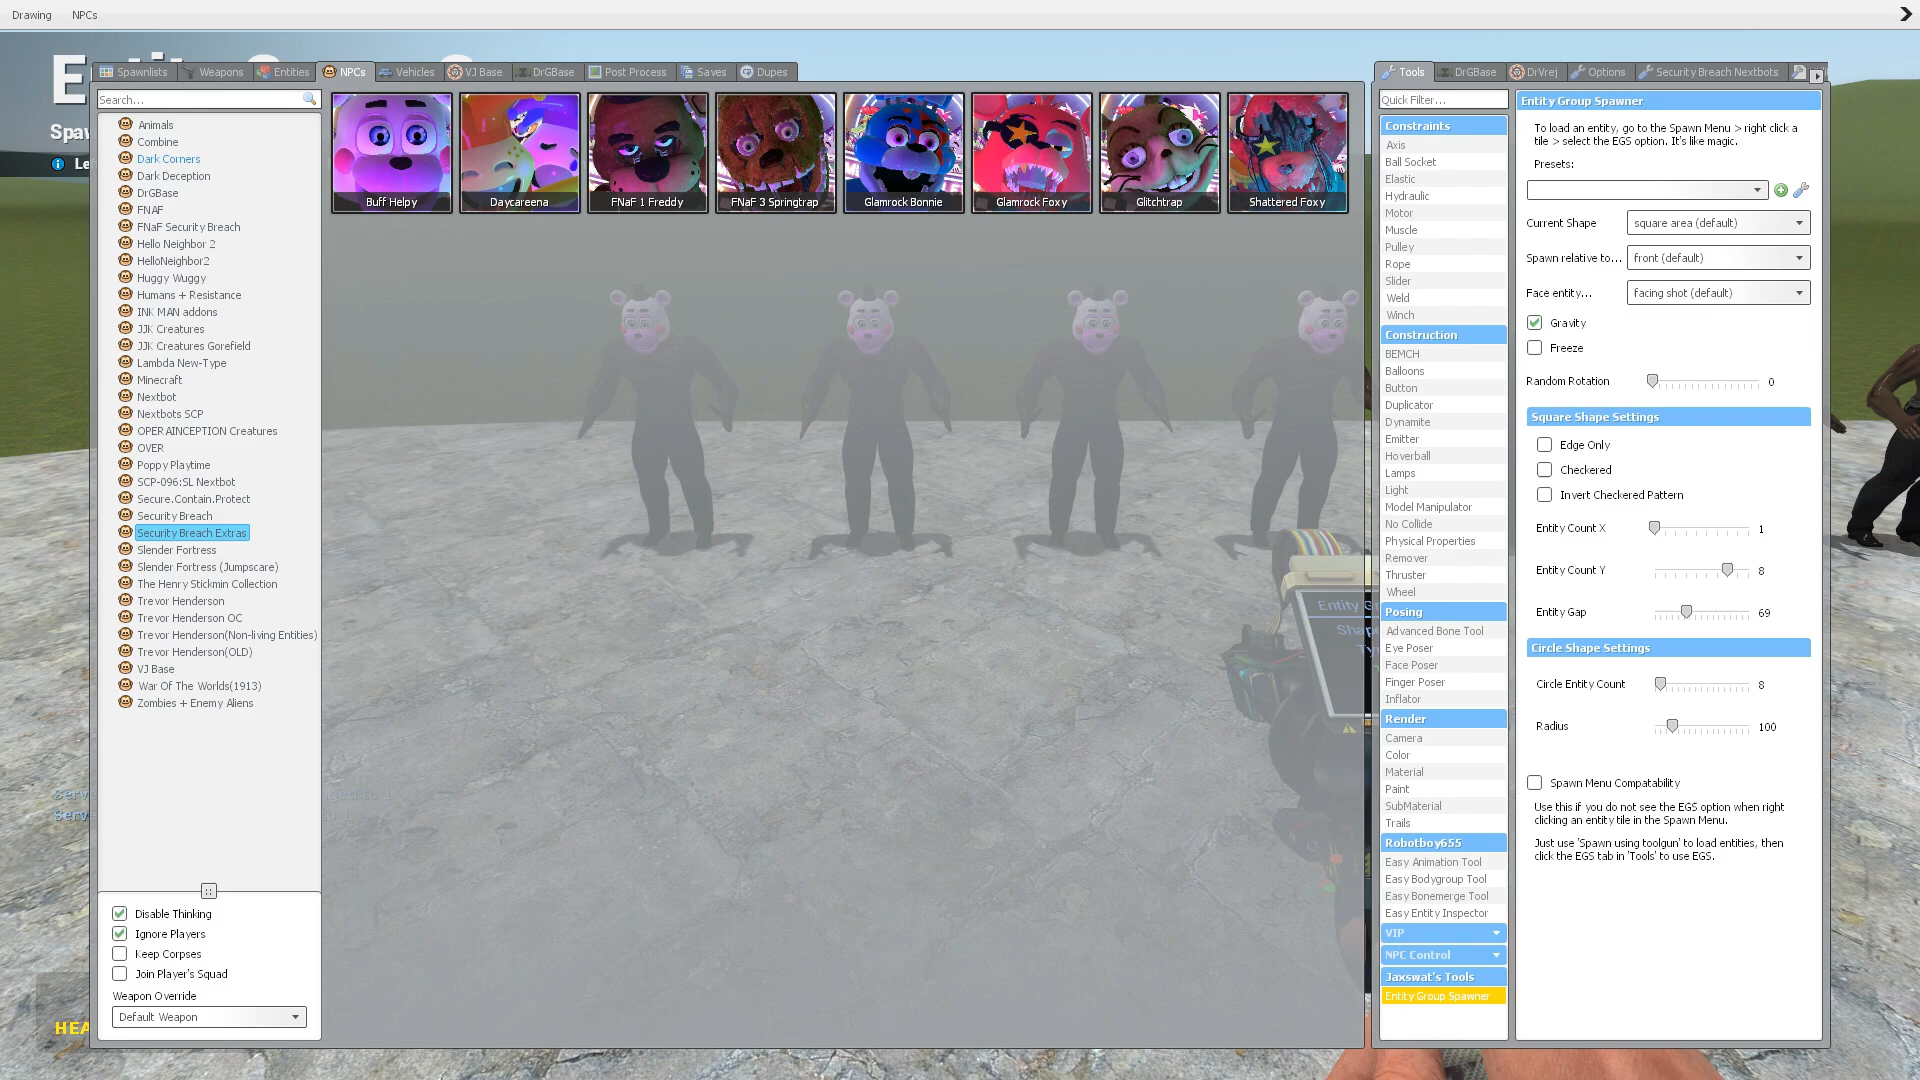 Drawing NPCs
E
Spaw
Le
Spawnlists Weapons Entities NPCs Vehicles VJ Base DrGBase Post Process Saves Dupes
Search...
Animals
Combine
Dark Corners
Dark Deception
DrGBase
FNAF
FNaF Security Breach
Hello Neighbor 2
HelloNeighbor2
Huggy Wuggy
Humans + Resistance
INK MAN addons
JJK Creatures
JJK Creatures Gorefield
Lambda New-Type
Minecraft
Nextbot
Nextbots SCP
OPERAINCEPTION Creatures
OVER
Poppy Playtime
SCP-096:SL Nextbot
Secure.Contain.Protect
Security Breach
Security Breach Extras
Slender Fortress
Slender Fortress (Jumpscare)
The Henry Stickmin Collection
Trevor Henderson
Trevor Henderson OC
Trevor Henderson(Non-living Entities)
Trevor Henderson(OLD)
VJ Base
War Of The Worlds(1913)
Zombies + Enemy Aliens
Disable Thinking
Ignore Players
Keep Corpses
Join Player's Squad
Weapon Override
Default Weapon
HEA
Buff Helpy Daycareena FNaF 1 Freddy FNaF 3 Springtrap Glamrock Bonnie Glamrock Foxy Glitchtrap Shattered Foxy
Entity G
Shape
Ty
Tools DrGBase DrVrej Options Security Breach Nextbots
Quick Filter...
Constraints
Axis
Ball Socket
Elastic
Hydraulic
Motor
Muscle
Pulley
Rope
Slider
Weld
Winch
Construction
BEMCH
Balloons
Button
Duplicator
Dynamite
Emitter
Hoverball
Lamps
Light
Model Manipulator
No Collide
Physical Properties
Remover
Thruster
Wheel
Posing
Advanced Bone Tool
Eye Poser
Face Poser
Finger Poser
Inflator
Render
Camera
Color
Material
Paint
SubMaterial
Trails
Robotboy655
Easy Animation Tool
Easy Bodygroup Tool
Easy Bonemerge Tool
Easy Entity Inspector
VIP
NPC Control
Jaxswat's Tools
Entity Group Spawner
Entity Group Spawner
To load an entity, go to the Spawn Menu > right click a
tile > select the EGS option. It's like magic.
Presets:
Current Shape square area (default)
Spawn relative to... front (default)
Face entity... facing shot (default)
Gravity
Freeze
Random Rotation 0
Square Shape Settings
Edge Only
Checkered
Invert Checkered Pattern
Entity Count X 1
Entity Count Y 8
Entity Gap 69
Circle Shape Settings
Circle Entity Count 8
Radius 100
Spawn Menu Compatability
Use this if you do not see the EGS option when right
clicking an entity tile in the Spawn Menu.
Just use 'Spawn using toolgun' to load entities, then
click the EGS tab in 'Tools' to use EGS.